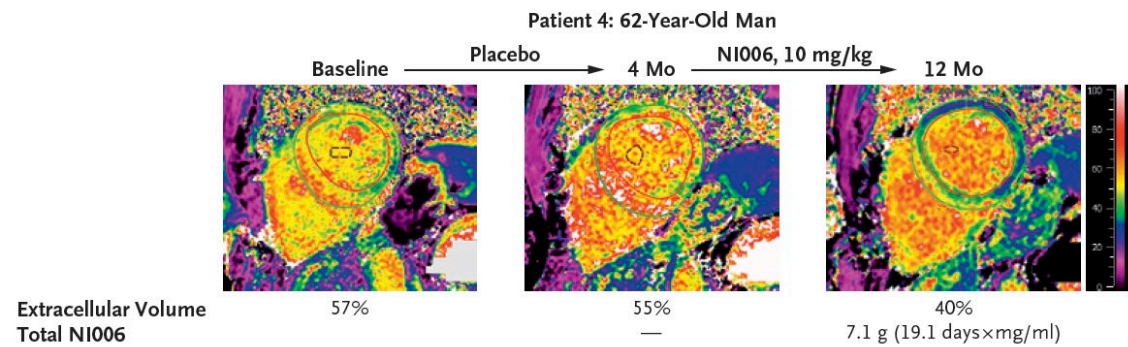 Patient 4: 62-Year-Old Man
Placebo
NI006, 10 mg/kg
Baseline
4 Mo
12 Mo
100
80
60
40
20
0
Extracellular Volume
57%
55%
40%
Total NI006
—
7.1 g (19.1 days×mg/ml)